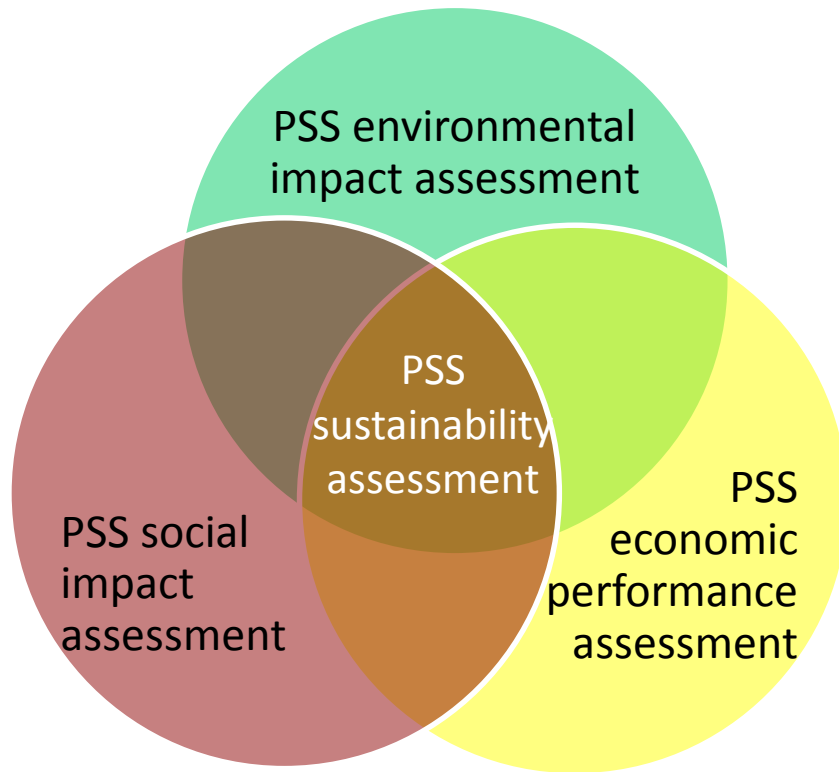 PSS environmental
impact assessment
PSS
sustainability
assessment
PSS social
impact
assessment
PSS
economic
performance
assessment